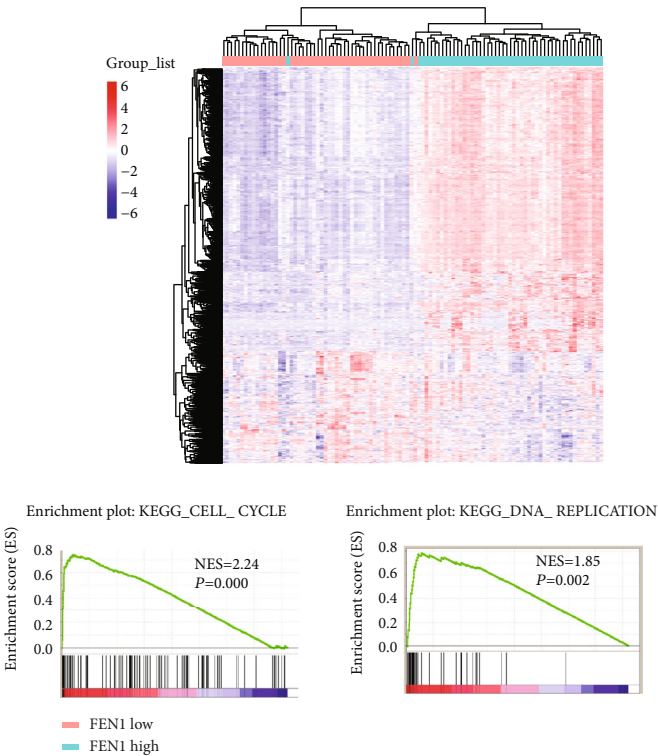 Group_list
6
4
2
0
−2
−4
−6
Enrichment plot: KEGG_CELL_ CYCLE
Enrichment score (ES)
0.8
0.6
0.4
0.2
0.0
NES=2.24
P=0.000
Enrichment plot: KEGG_DNA_ REPLICATION
Enrichment score (ES)
0.8
0.6
0.4
0.2
0.0
NES=1.85
P=0.002
FEN1 low
FEN1 high